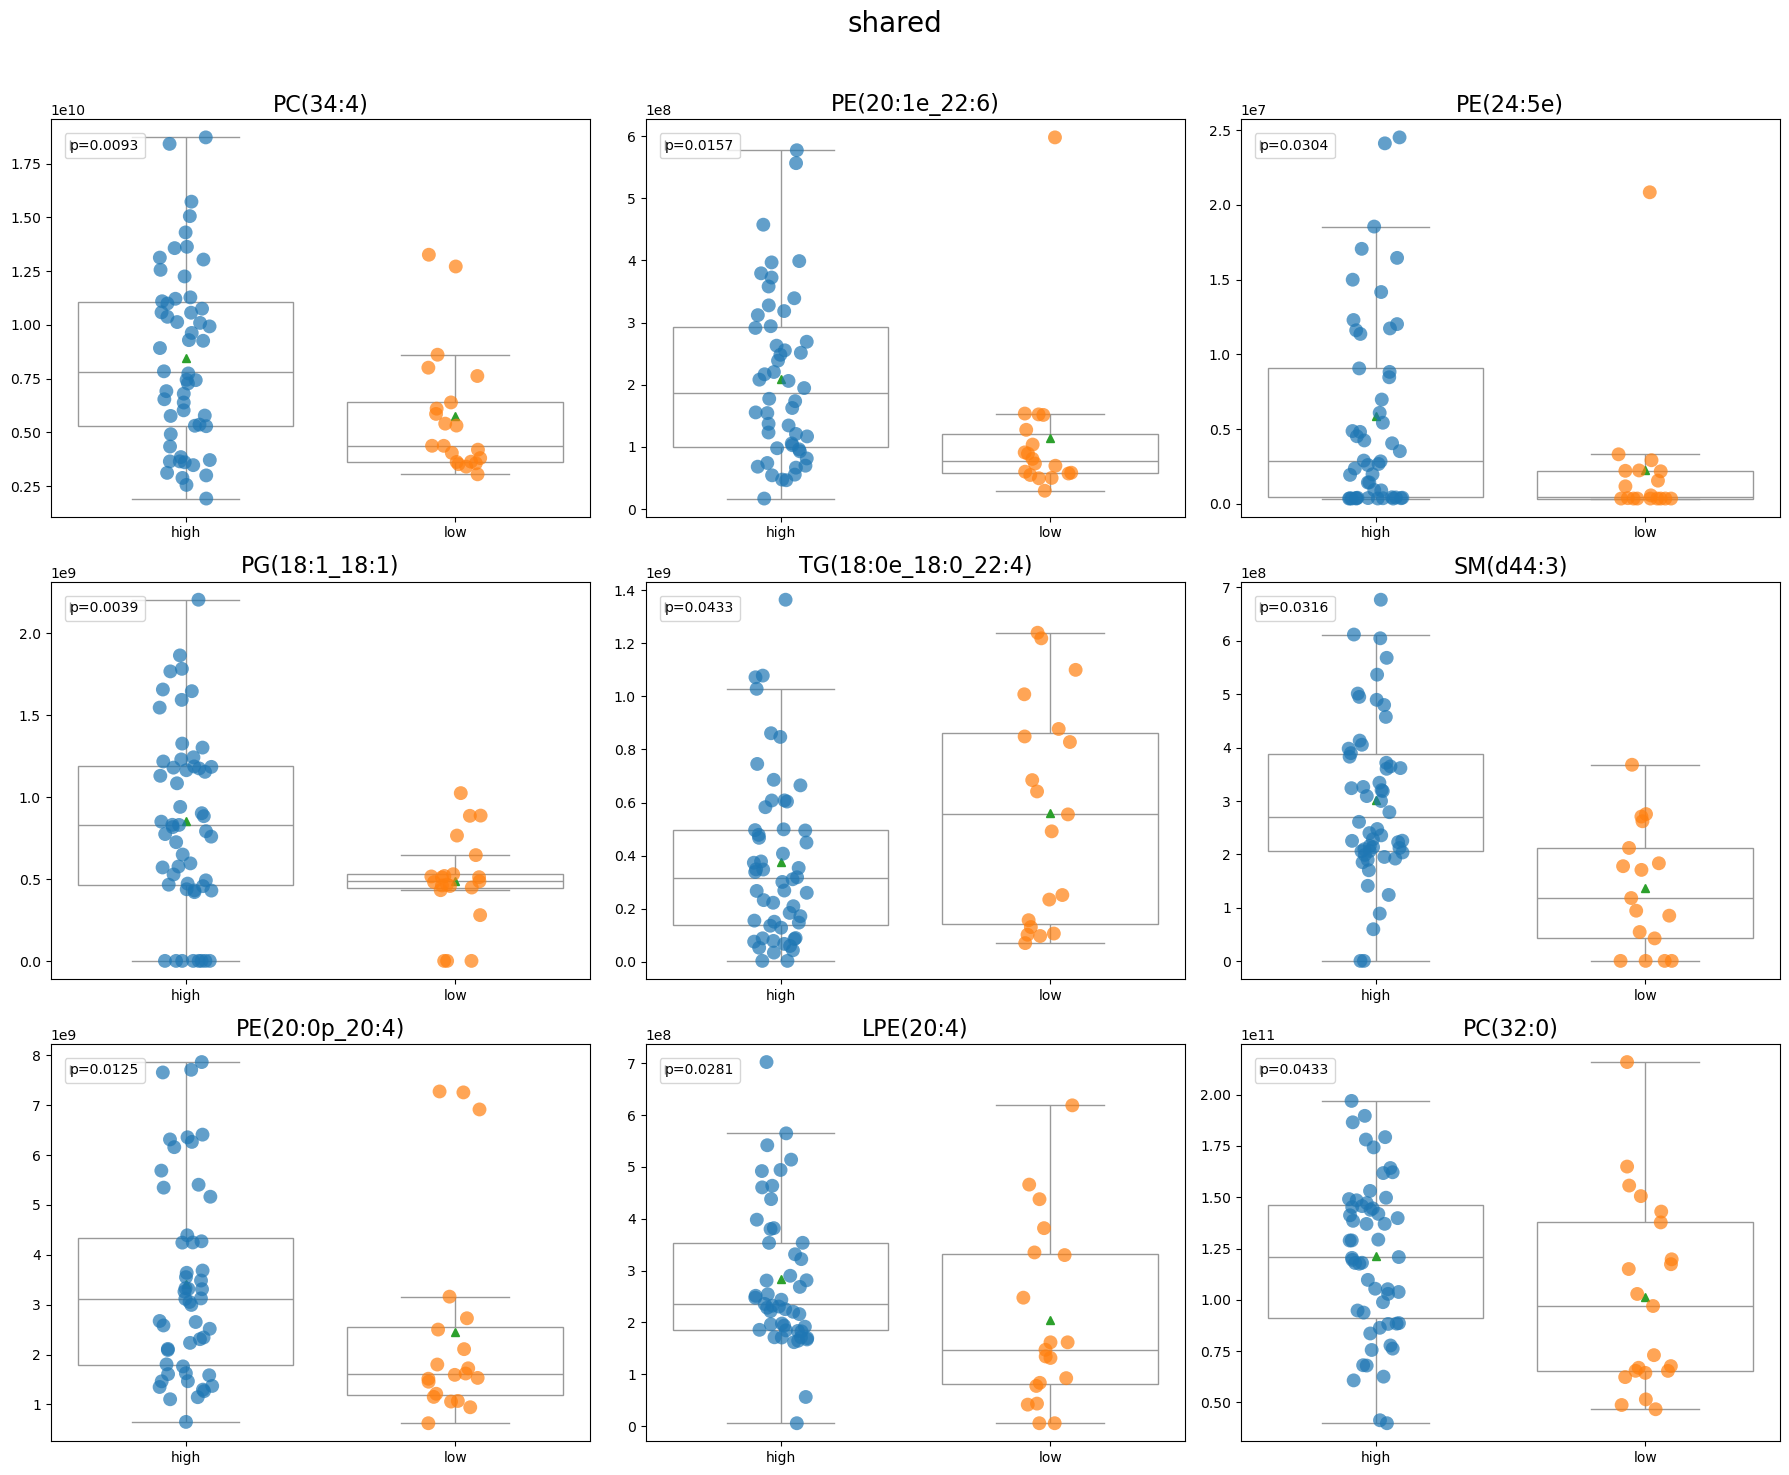 shared
PC(34:4)
1e10
p=0.0093
1.75
1.50
1.25
1.00
0.75
0.50
0.25
high low
PE(20:1e_22:6)
1e8
p=0.0157
6
5
4
3
2
1
0
high low
PE(24:5e)
1e7
p=0.0304
2.5
2.0
1.5
1.0
0.5
0.0
high low
PG(18:1_18:1)
1e9
p=0.0039
2.0
1.5
1.0
0.5
0.0
high low
TG(18:0e_18:0_22:4)
1e9
p=0.0433
1.4
1.2
1.0
0.8
0.6
0.4
0.2
0.0
high low
SM(d44:3)
1e8
p=0.0316
7
6
5
4
3
2
1
0
high low
PE(20:0p_20:4)
1e9
p=0.0125
8
7
6
5
4
3
2
1
high low
LPE(20:4)
1e8
p=0.0281
7
6
5
4
3
2
1
0
high low
PC(32:0)
1e11
p=0.0433
2.00
1.75
1.50
1.25
1.00
0.75
0.50
high low